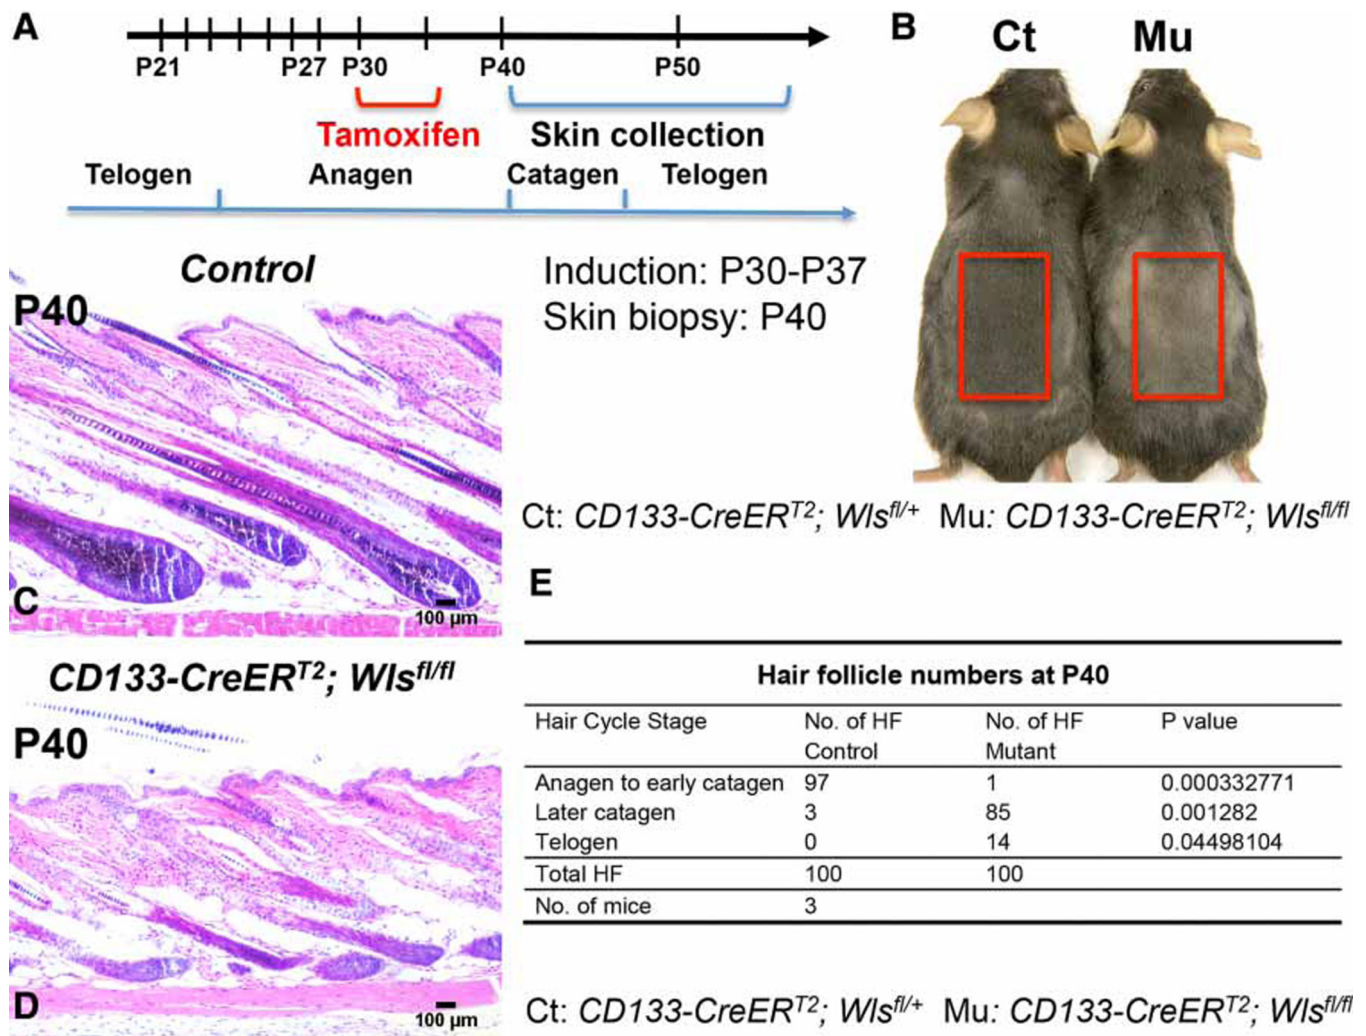 A
P21 P27 P30 P40 P50
Tamoxifen Skin collection
Telogen Anagen Catagen Telogen
B
Ct Mu
Control
P40
Induction: P30-P37
Skin biopsy: P40
C
100 µm
Ct: CD133-CreERT2; Wlsfl/+ Mu: CD133-CreERT2; Wlsfl/fl
CD133-CreERT2; Wlsfl/fl
P40
D
100 µm
E
Hair follicle numbers at P40
Hair Cycle Stage No. of HF Control No. of HF Mutant P value
Anagen to early catagen 97 1 0.000332771
Later catagen 3 85 0.001282
Telogen 0 14 0.04498104
Total HF 100 100
No. of mice 3
Ct: CD133-CreERT2; Wlsfl/+ Mu: CD133-CreERT2; Wlsfl/fl